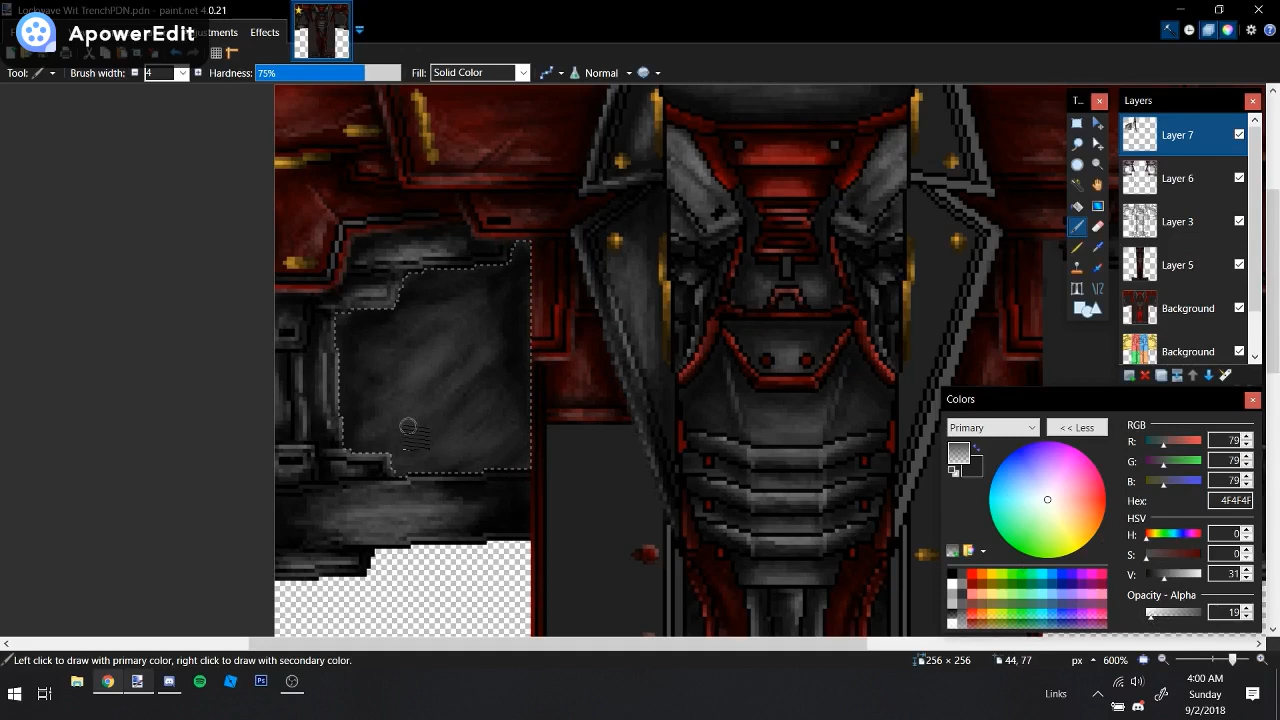 Lockwave Wit TrenchPDN.pdn - paint.net 4.0.21
ApowerEdit
Adjustments Effects
Tool: Brush width: 4 Hardness: 75% Fill: Solid Color Normal
T... Layers
Layer 7
Layer 6
Layer 3
Layer 5
Background
Background
Colors
Primary << Less
RGB
R: 79
G: 79
B: 79
Hex: 4F4F4F
HSV
H: 0
S: 0
V: 31
Opacity - Alpha
19
Left click to draw with primary color, right click to draw with secondary color. 256 × 256 44, 77 px 600%
4:00 AM
Links Sunday
9/2/2018